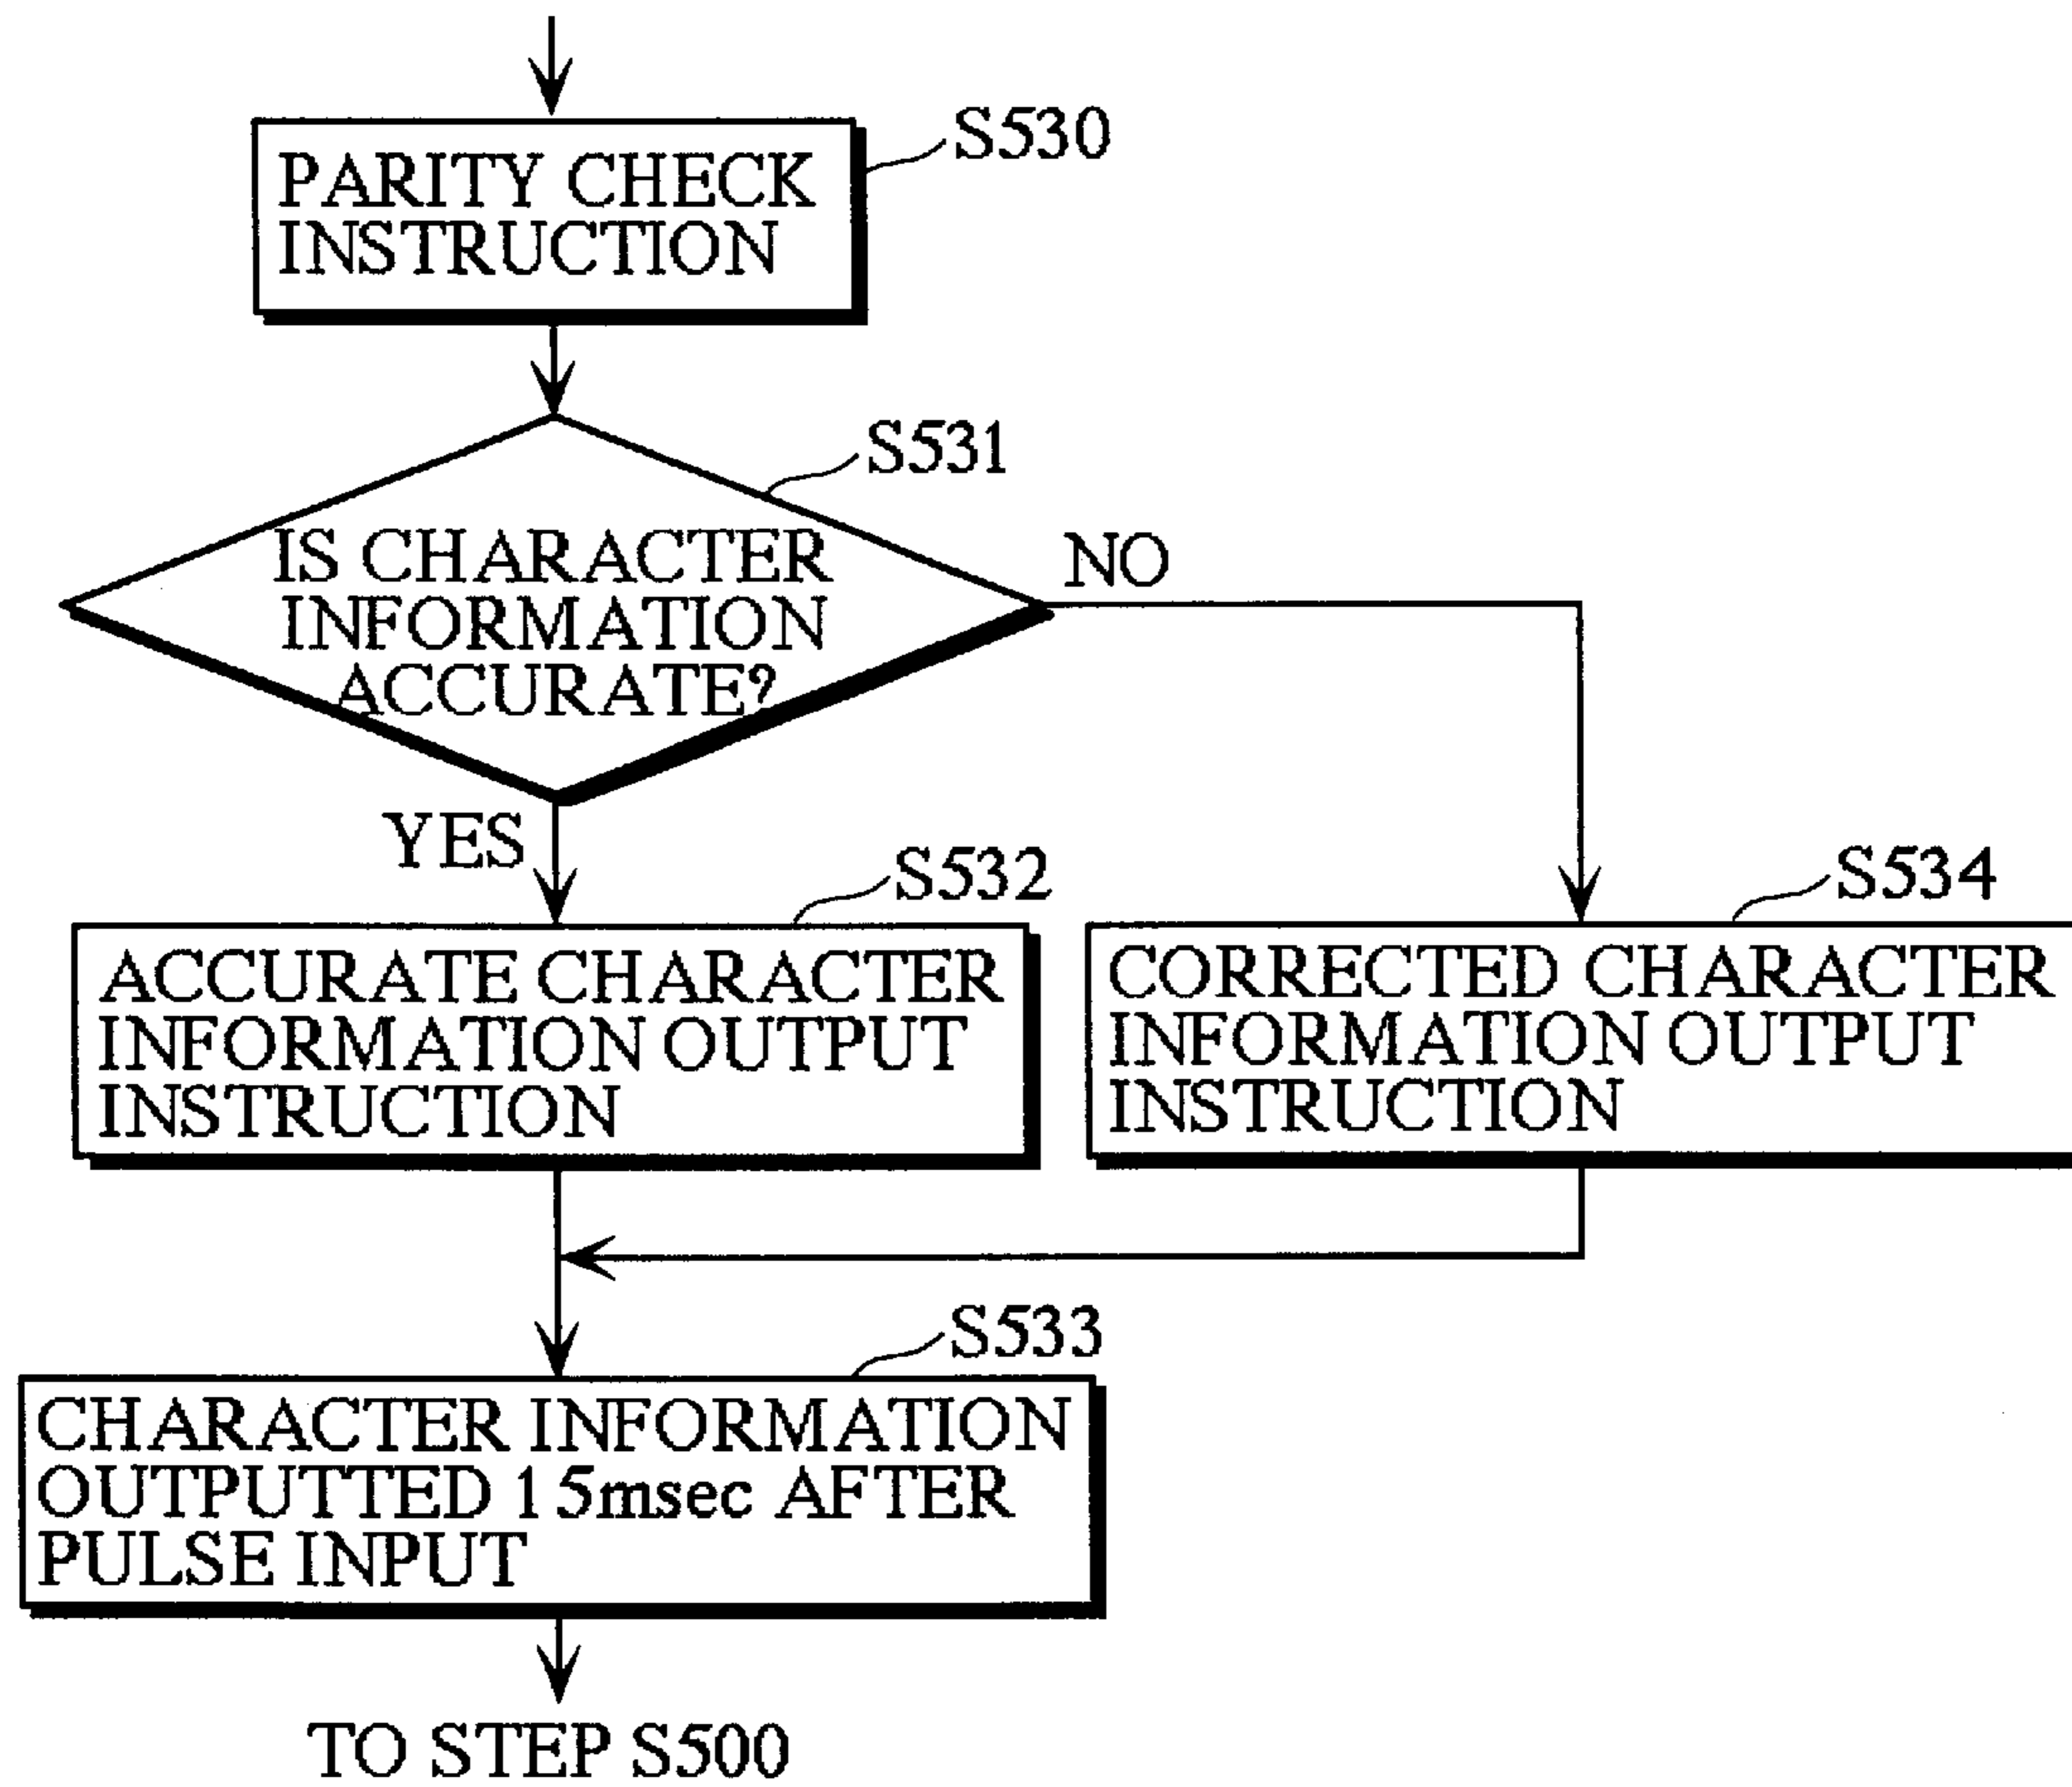 S530
PARITY CHECK
INSTRUCTION
S531
IS CHARACTER
INFORMATION
ACCURATE?
NO
YES
S532
ACCURATE CHARACTER
INFORMATION OUTPUT
INSTRUCTION
S534
CORRECTED CHARACTER
INFORMATION OUTPUT
INSTRUCTION
S533
CHARACTER INFORMATION
OUTPUTTED 15msec AFTER
PULSE INPUT
TO STEP S500